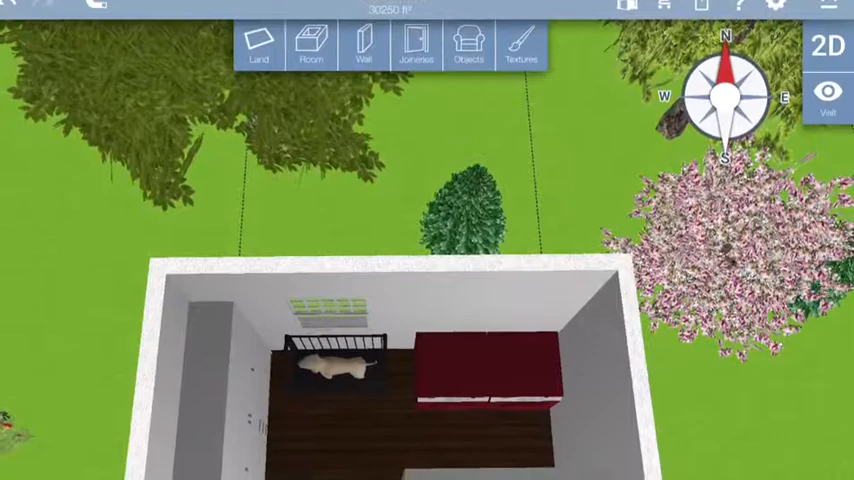 30250 ft²
Land
Room
Wall
Joineries
Objects
Textures
N
W
E
S
2D
Visit